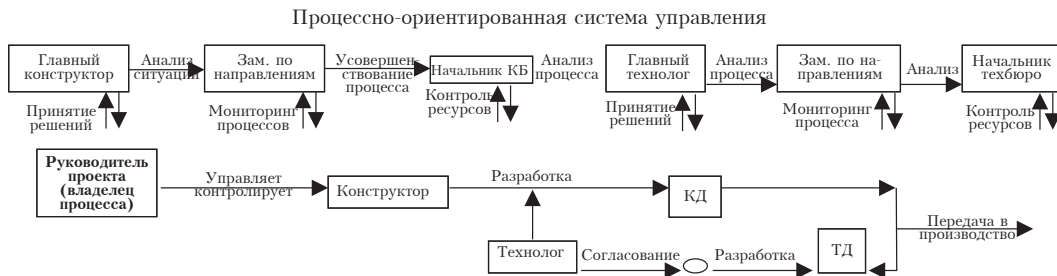 Процессно-ориентированная система управления
Главный
конструктор
Анализ
ситуации
Зам. по
направлениям
Усовершен-
ствование
процесса
Начальник КБ
Анализ
процесса
Главный
технолог
Анализ
процесса
Зам. по на-
правлениям
Анализ
Начальник
техбюро
Принятие
решений
Мониторинг
процессов
Контроль
ресурсов
Принятие
решений
Мониторинг
процесса
Контроль
ресурсов
Руководитель
проекта
(владелец
процесса)
Управляет
контролирует
Конструктор
Разработка
КД
Передача в
производство
Технолог
Согласование
Разработка
ТД